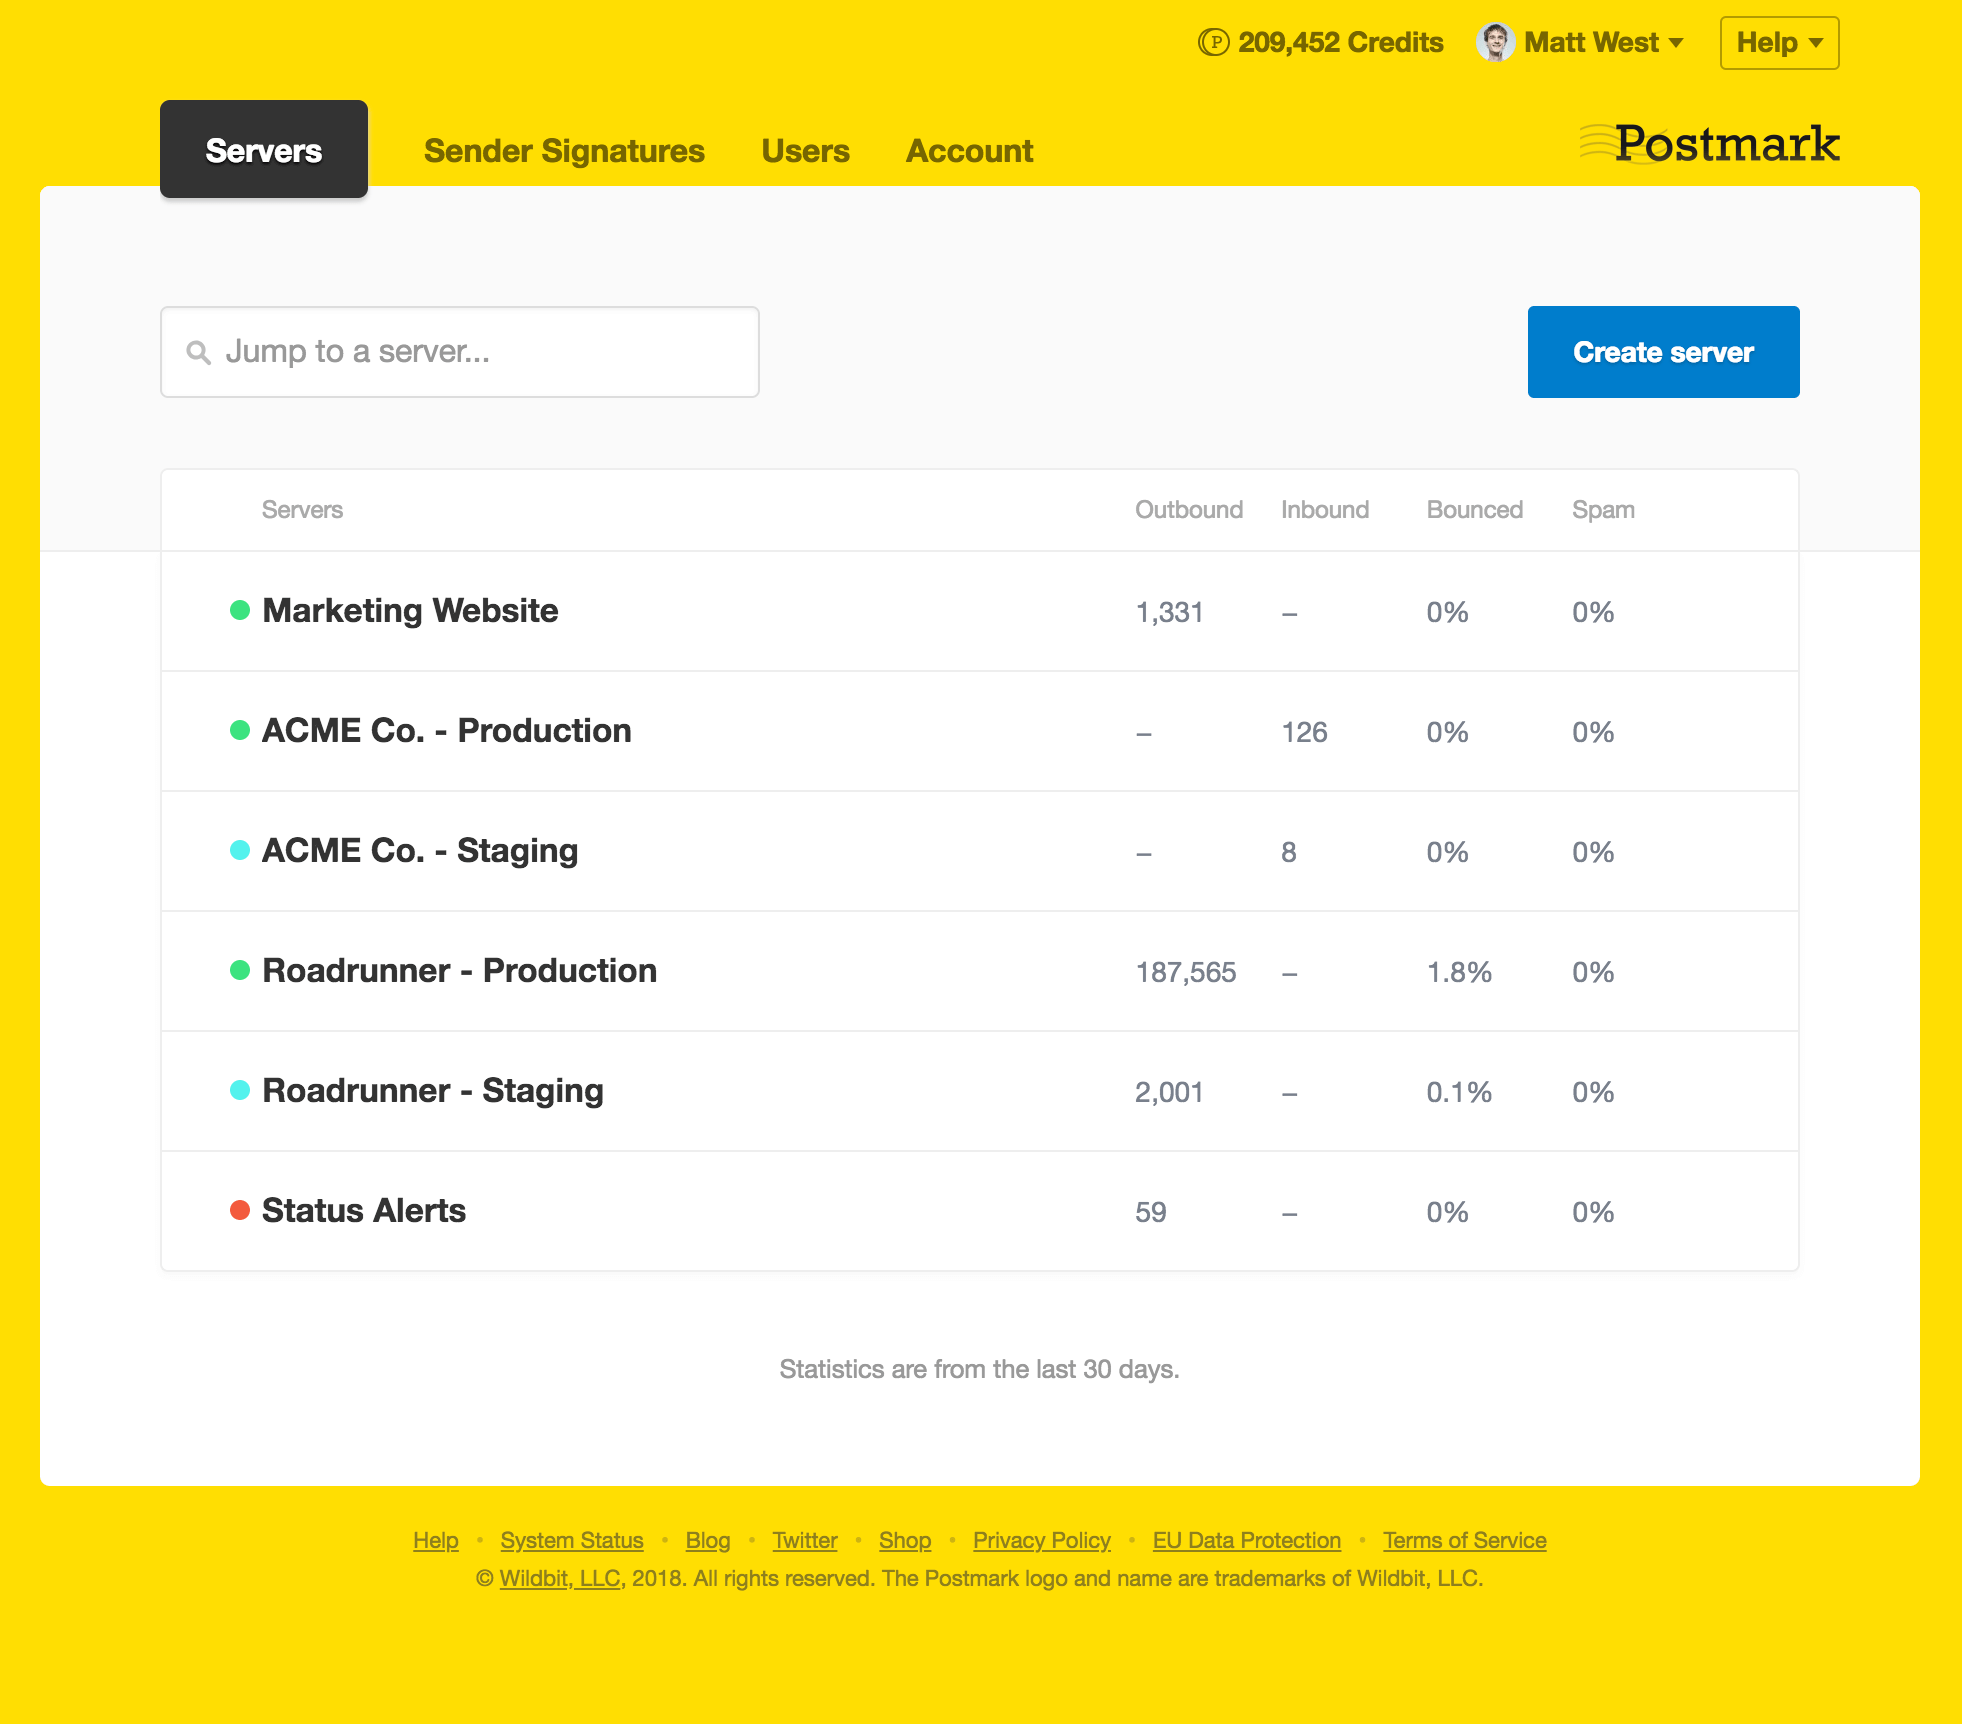 P 209,452 Credits Matt West Help
Servers Sender Signatures Users Account Postmark
Jump to a server... Create server
Servers Outbound Inbound Bounced Spam
Marketing Website 1,331 – 0% 0%
ACME Co. - Production – 126 0% 0%
ACME Co. - Staging – 8 0% 0%
Roadrunner - Production 187,565 – 1.8% 0%
Roadrunner - Staging 2,001 – 0.1% 0%
Status Alerts 59 – 0% 0%
Statistics are from the last 30 days.
Help • System Status • Blog • Twitter • Shop • Privacy Policy • EU Data Protection • Terms of Service
© Wildbit, LLC, 2018. All rights reserved. The Postmark logo and name are trademarks of Wildbit, LLC.